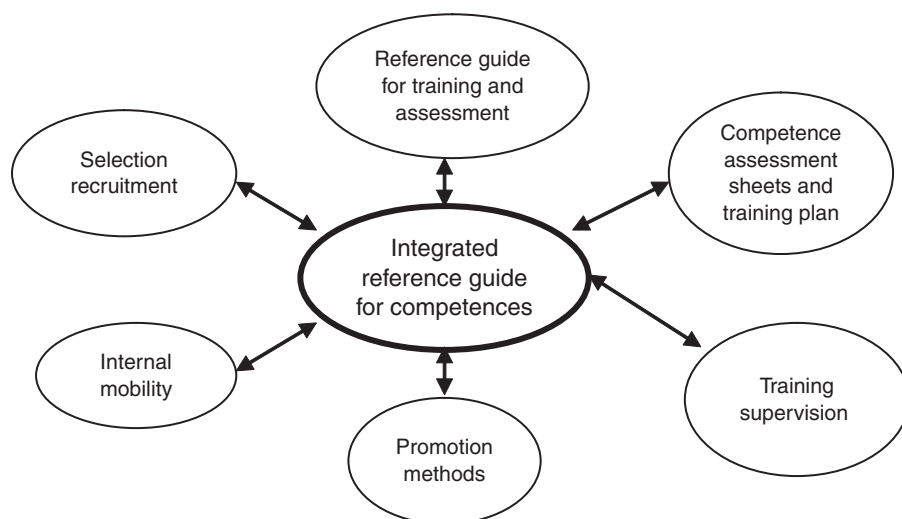 Reference guide
for training and
assessment
Selection
recruitment
Competence
assessment
sheets and
training plan
Integrated
reference guide
for competences
Internal
mobility
Training
supervision
Promotion
methods